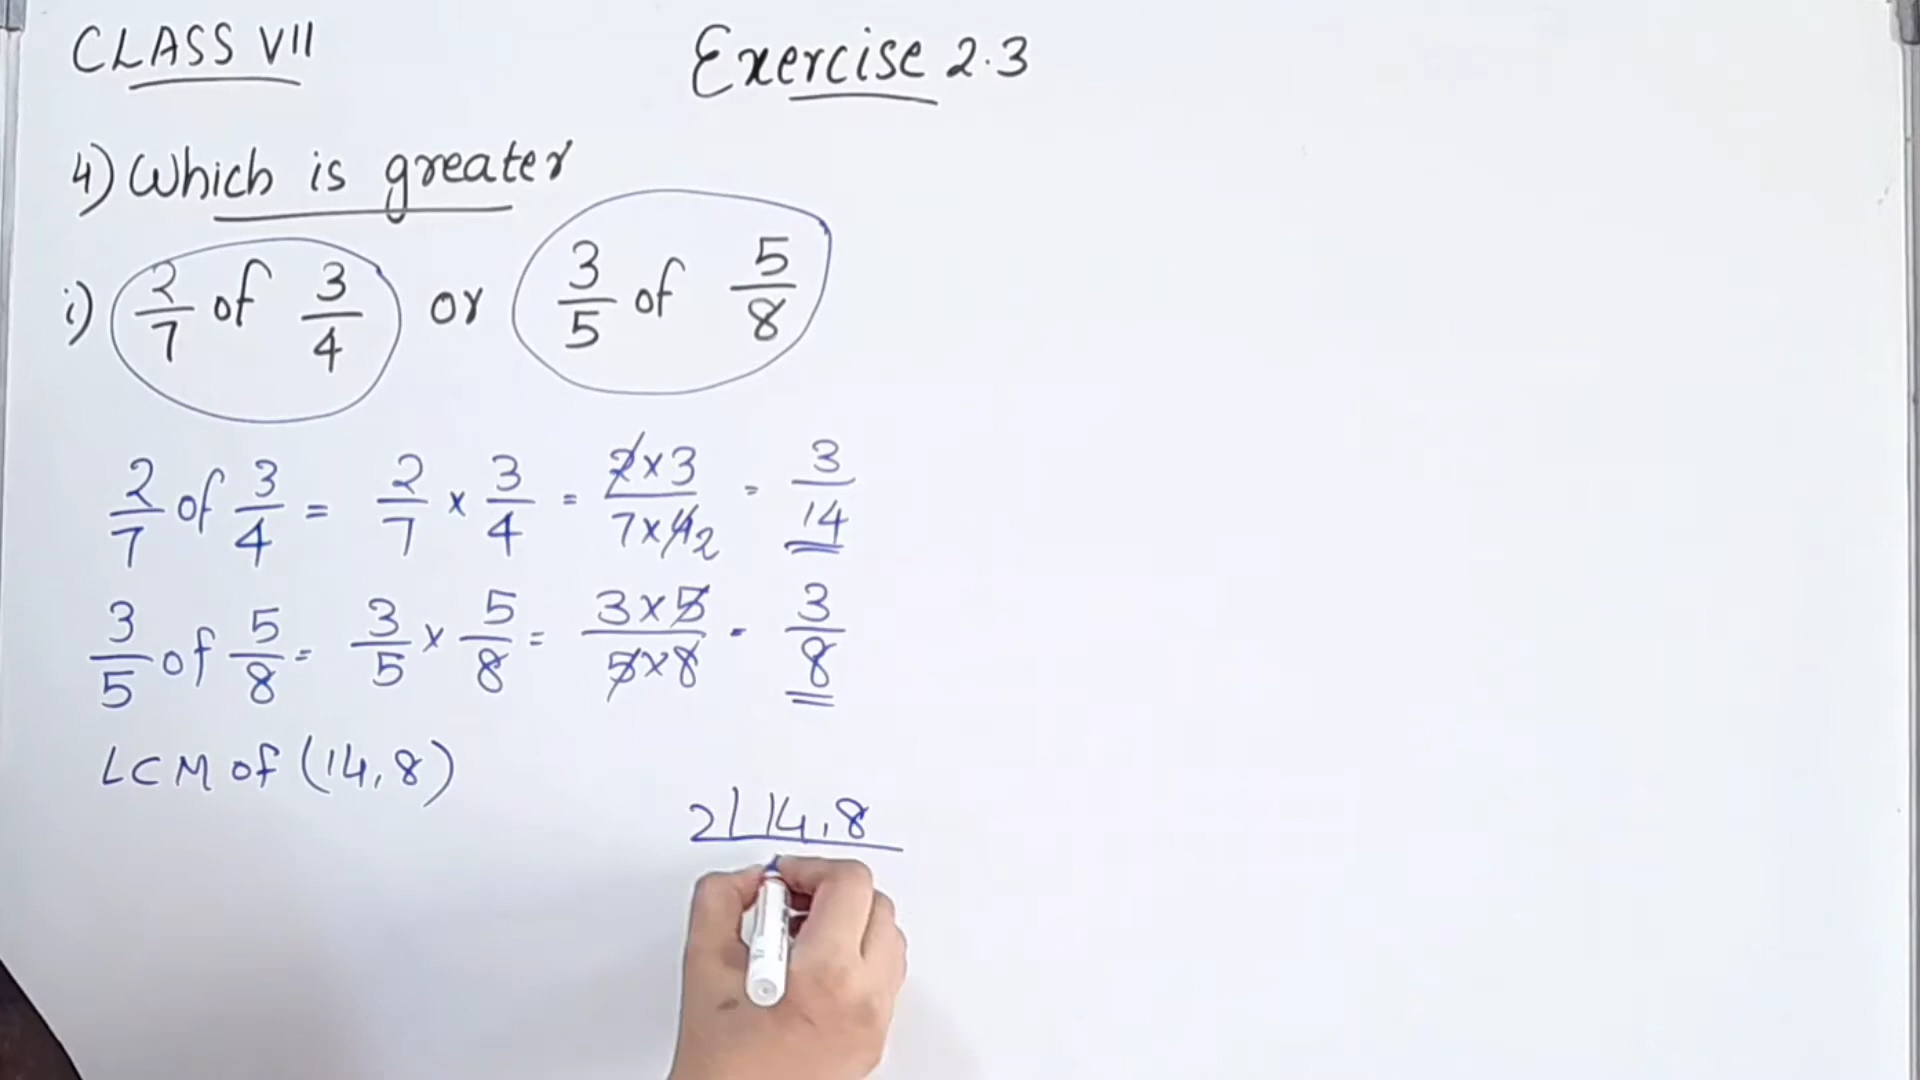 CLASS VII
Exercise 2.3
4) Which is greater
i) 2/7 of 3/4 or 3/5 of 5/8
2/7 of 3/4 = 2/7 × 3/4 = 2×3/7×4 2 = 3/14
3/5 of 5/8 = 3/5 × 5/8 = 3×5/5×8 = 3/8
LCM of (14,8)
2 | 14,8